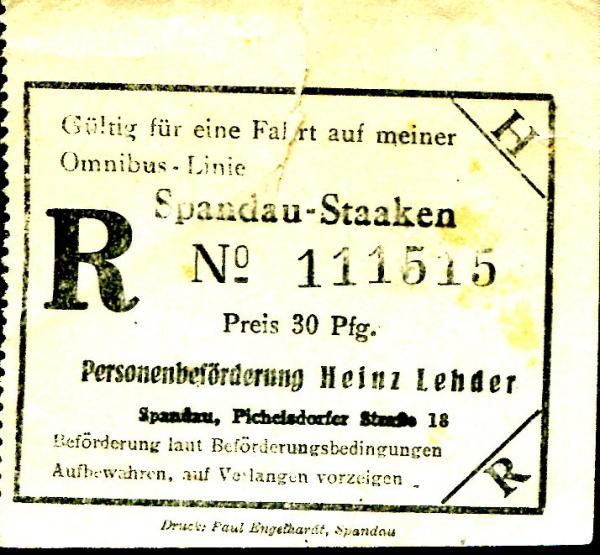 Gültig für eine Fahrt auf meiner
Omnibus-Linie
Spandau-Staaken
R
Nº 111515
Preis 30 Pfg.
Personenbeförderung Heinz Lehder
Spandau, Pichelsdorfer Straße 18
Beförderung laut Beförderungsbedingungen
Aufbewahren, auf Verlangen vorzeigen.
H
R
Druck: Paul Engelhardt, Spandau